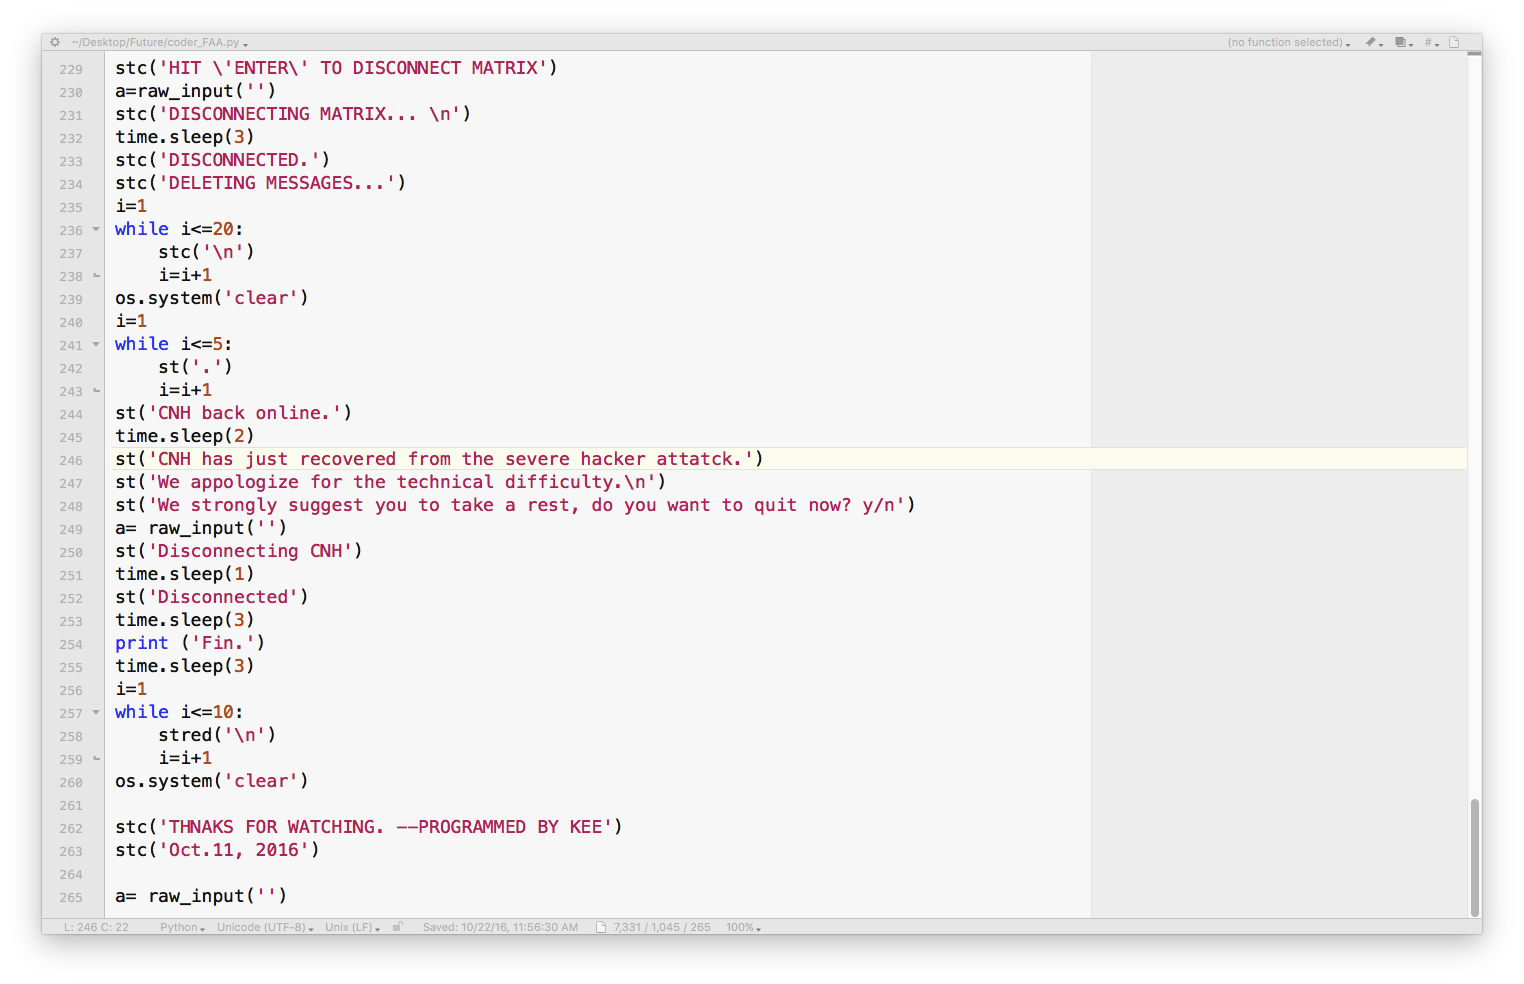 ~/Desktop/Future/coder_FAA.py
(no function selected)
#
229 stc('HIT \'ENTER\' TO DISCONNECT MATRIX')
230 a=raw_input('')
231 stc('DISCONNECTING MATRIX... \n')
232 time.sleep(3)
233 stc('DISCONNECTED.')
234 stc('DELETING MESSAGES...')
235 i=1
236 while i<=20:
237     stc('\n')
238     i=i+1
239 os.system('clear')
240 i=1
241 while i<=5:
242     st('.')
243     i=i+1
244 st('CNH back online.')
245 time.sleep(2)
246 st('CNH has just recovered from the severe hacker attatck.')
247 st('We appologize for the technical difficulty.\n')
248 st('We strongly suggest you to take a rest, do you want to quit now? y/n')
249 a= raw_input('')
250 st('Disconnecting CNH')
251 time.sleep(1)
252 st('Disconnected')
253 time.sleep(3)
254 print ('Fin.')
255 time.sleep(3)
256 i=1
257 while i<=10:
258     stred('\n')
259     i=i+1
260 os.system('clear')
261
262 stc('THNAKS FOR WATCHING. --PROGRAMMED BY KEE')
263 stc('Oct.11, 2016')
264
265 a= raw_input('')
L: 246 C: 22 Python Unicode (UTF-8) Unix (LF) Saved: 10/22/16, 11:56:30 AM 7,331 / 1,045 / 265 100%